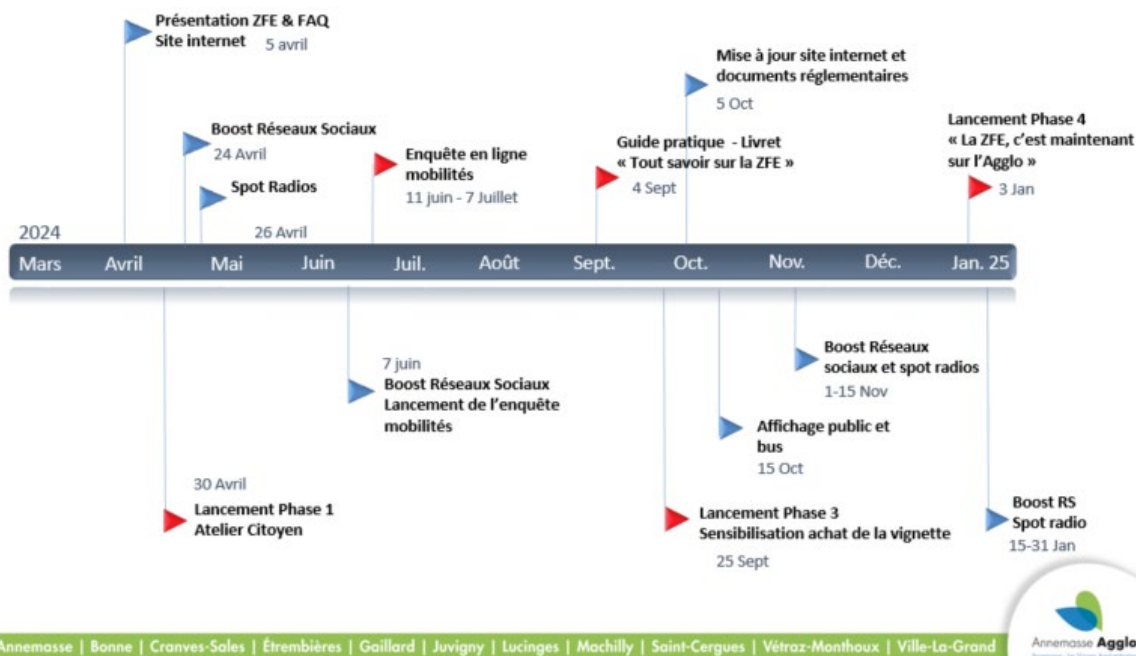 Présentation ZFE & FAQ
Site internet 5 avril
Boost Réseaux Sociaux
24 Avril
Spot Radios
26 Avril
Enquête en ligne
mobilités
11 juin - 7 Juillet
Guide pratique - Livret
« Tout savoir sur la ZFE »
4 Sept
Mise à jour site internet et
documents réglementaires
5 Oct
Lancement Phase 4
« La ZFE, c’est maintenant
sur l’Agglo »
3 Jan
2024
Mars Avril Mai Juin Juil. Août Sept. Oct. Nov. Déc. Jan. 25
30 Avril
Lancement Phase 1
Atelier Citoyen
7 juin
Boost Réseaux Sociaux
Lancement de l’enquête
mobilités
Lancement Phase 3
Sensibilisation achat de la vignette
25 Sept
Affichage public et
bus
15 Oct
Boost Réseaux
sociaux et spot radios
1-15 Nov
Boost RS
Spot radio
15-31 Jan
Annemasse | Bonne | Cranves-Sales | Étrembières | Gaillard | Juvigny | Lucinges | Machilly | Saint-Cergues | Vétraz-Monthoux | Ville-La-Grand
Annemasse Agglo